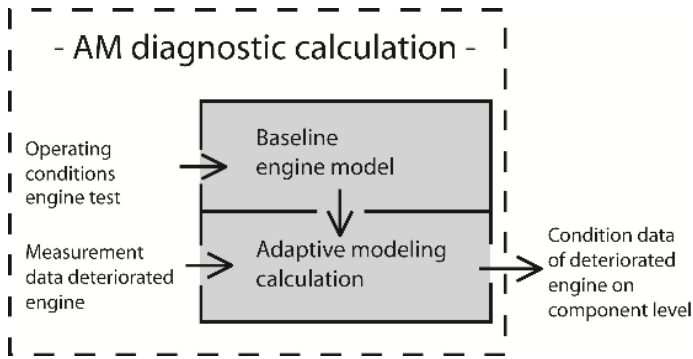 - AM diagnostic calculation -
Baseline
engine model
Operating
conditions
engine test
Adaptive modeling
calculation
Measurement
data deteriorated
engine
Condition data
of deteriorated
engine on
component level